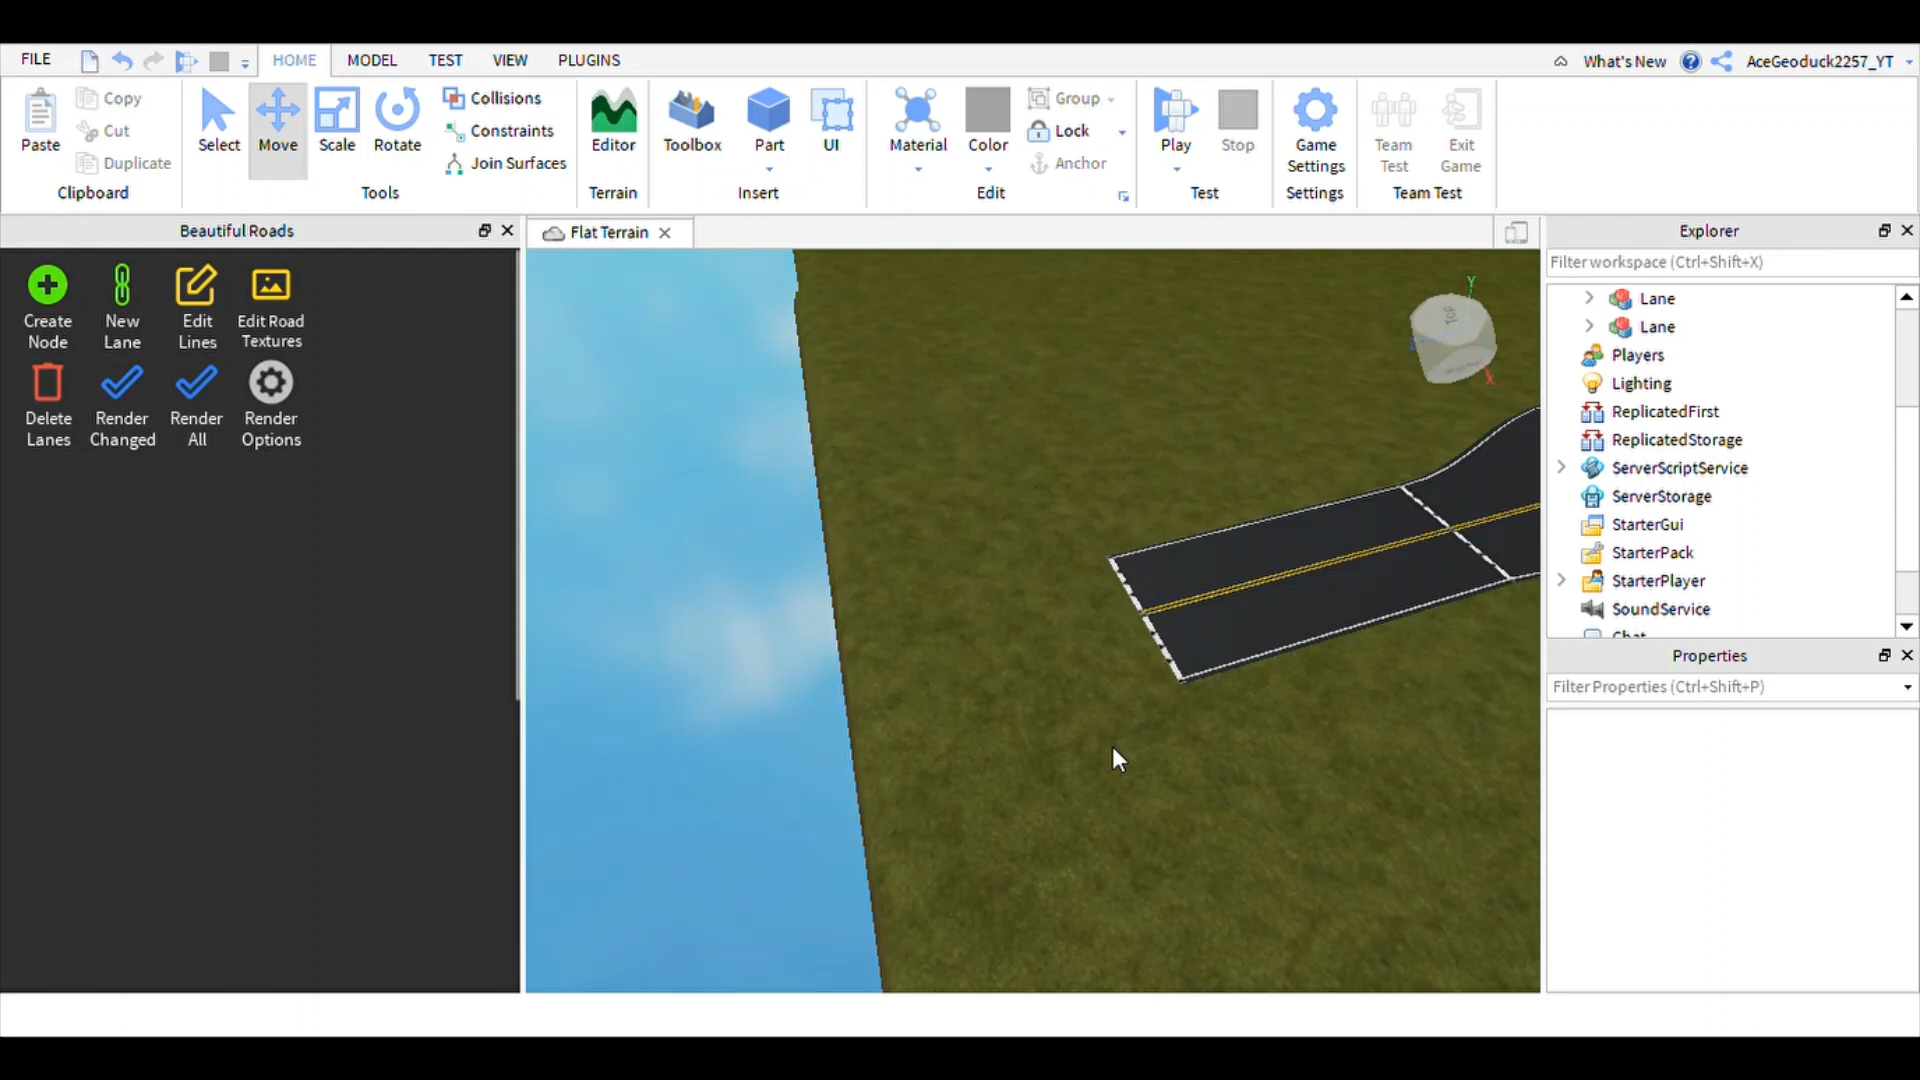 FILE HOME MODEL TEST VIEW PLUGINS What's New AceGeoduck2257_YT
Paste
Copy
Cut
Duplicate
Clipboard
Select Move Scale Rotate
Collisions
Constraints
Join Surfaces
Tools
Editor
Terrain
Toolbox Part UI
Insert
Material Color
Group
Lock
Anchor
Edit
Play Stop
Test
Game
Settings
Settings
Team
Test
Exit
Game
Team Test
Beautiful Roads
Create
Node
New
Lane
Edit
Lines
Edit Road
Textures
Delete
Lanes
Render
Changed
Render
All
Render
Options
Flat Terrain
Y
Top
X
Explorer
Filter workspace (Ctrl+Shift+X)
Lane
Lane
Players
Lighting
ReplicatedFirst
ReplicatedStorage
ServerScriptService
ServerStorage
StarterGui
StarterPack
StarterPlayer
SoundService
Chat
Properties
Filter Properties (Ctrl+Shift+P)